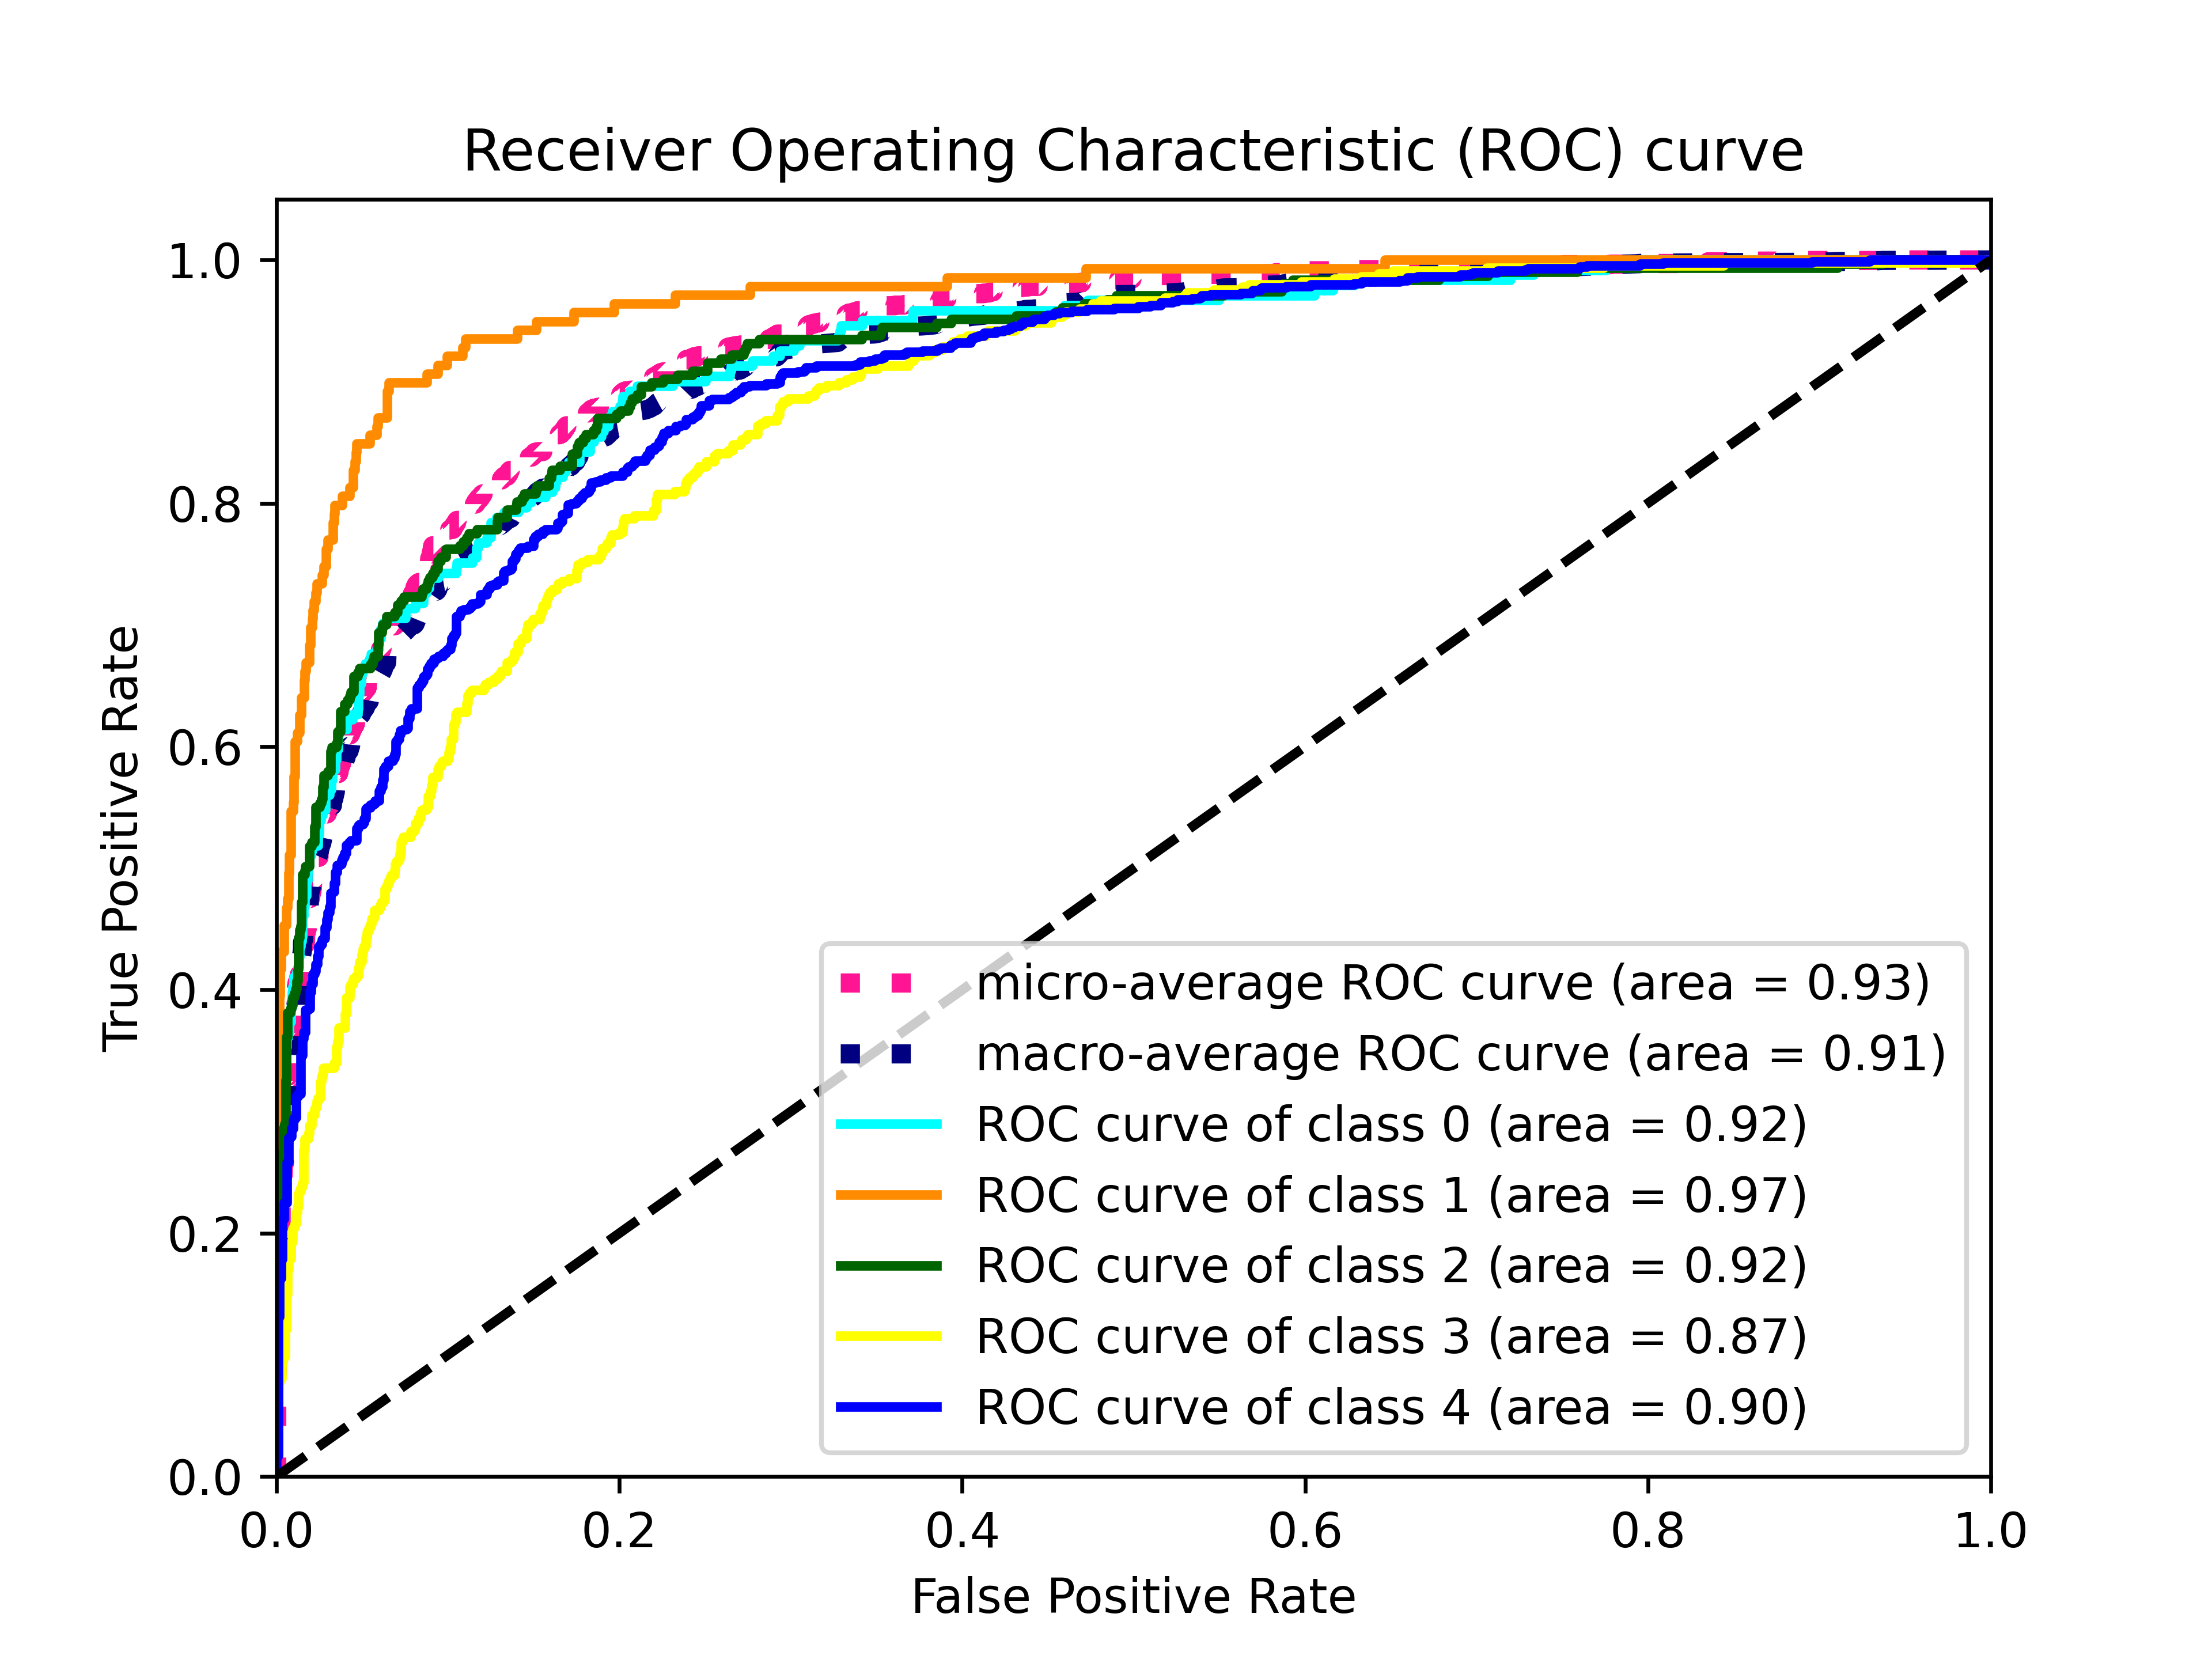 Receiver Operating Characteristic (ROC) curve
1.0
0.8
0.6
0.4
0.2
0.0
True Positive Rate
micro-average ROC curve (area = 0.93)
macro-average ROC curve (area = 0.91)
ROC curve of class 0 (area = 0.92)
ROC curve of class 1 (area = 0.97)
ROC curve of class 2 (area = 0.92)
ROC curve of class 3 (area = 0.87)
ROC curve of class 4 (area = 0.90)
0.0 0.2 0.4 0.6 0.8 1.0
False Positive Rate